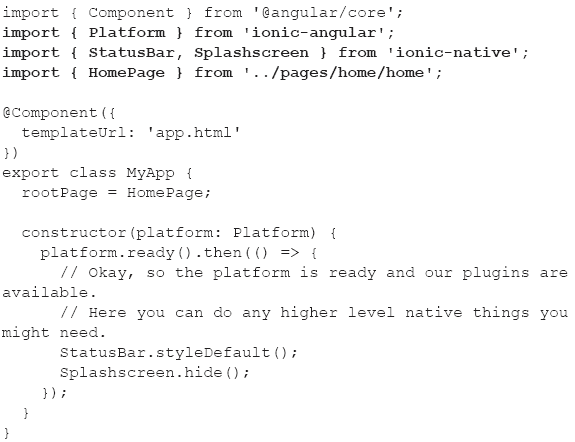 import { Component } from '@angular/core';
import { Platform } from 'ionic-angular';
import { StatusBar, Splashscreen } from 'ionic-native';
import { HomePage } from '../pages/home/home';

@Component({
  templateUrl: 'app.html'
})
export class MyApp {
  rootPage = HomePage;

  constructor(platform: Platform) {
    platform.ready().then(() => {
      // Okay, so the platform is ready and our plugins are
available.
      // Here you can do any higher level native things you
might need.
      StatusBar.styleDefault();
      Splashscreen.hide();
    });
  }
}